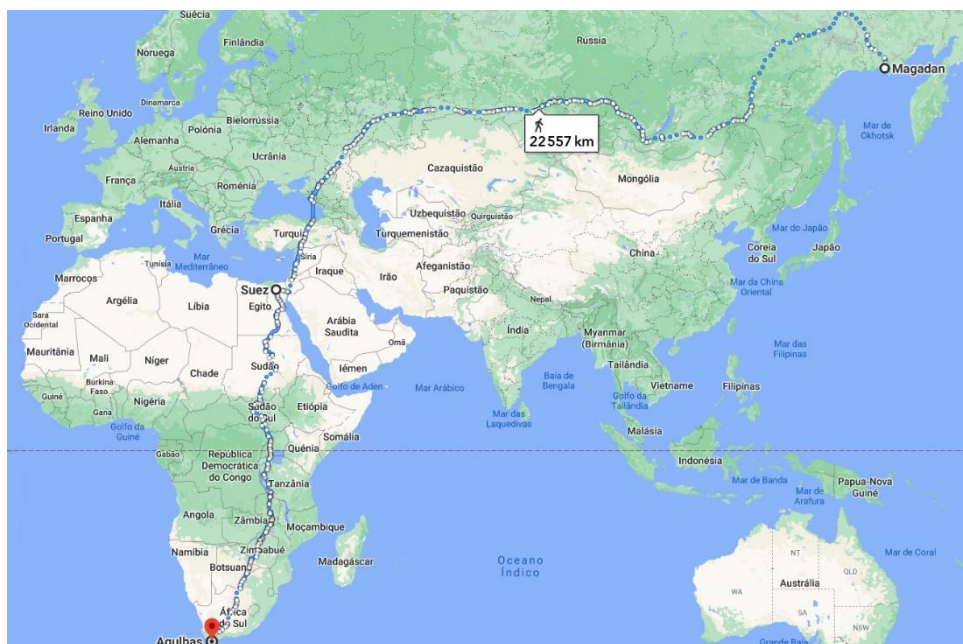 Suécia
Finlândia
Noruega
Rússia
Magadan
Dinamarca
Reino Unido
Irlanda
Bielorrússia
Polónia
Alemanha
22 557 km
Mar de
Okhotsk
Ucrânia
Áustria
França
Cazaquistão
Mongólia
Roménia
Itália
Espanha
Portugal
Grécia
Turqui
Uzbequistão
Quirguistão
Turquemenistão
Mar do Japão
Coreia
do Sul
Japão
China
Síria
Tunísia
Mar
Mediterrâneo
Marrocos
Iraque
Irão
Afeganistão
Paquistão
Nepal
Mar da China
Oriental
Suez
Argélia
Líbia
Egito
Sara
Ocidental
Arábia
Saudita
Omã
Índia
Myanmar
(Birmânia)
Mar das
Filipinas
Mauritânia
Mali
Níger
Chade
Sudão
Iémen
Tailândia
Burkina
Faso
Guiné
Gana
Nigéria
Golfo de Aden
Mar Arábico
Baía de
Bengala
Vietname
Filipinas
Golfo da
Tailândia
Sudão
do Sul
Etiópia
Mar das
Laquedivas
Golfo da
Guiné
Somália
Malásia
Gabão
Quénia
República
Democrática
do Congo
Indonésia
Tanzânia
Mar de Banda
Papua-Nova
Guiné
Mar de
Arafura
Angola
Zâmbia
Moçambique
Zimbabué
Namíbia
Madagáscar
Botsuan
Oceano
Índico
NT
Mar de Coral
QLD
Austrália
WA
SA
África
do Sul
NSW
Agulhas
Grande Baía